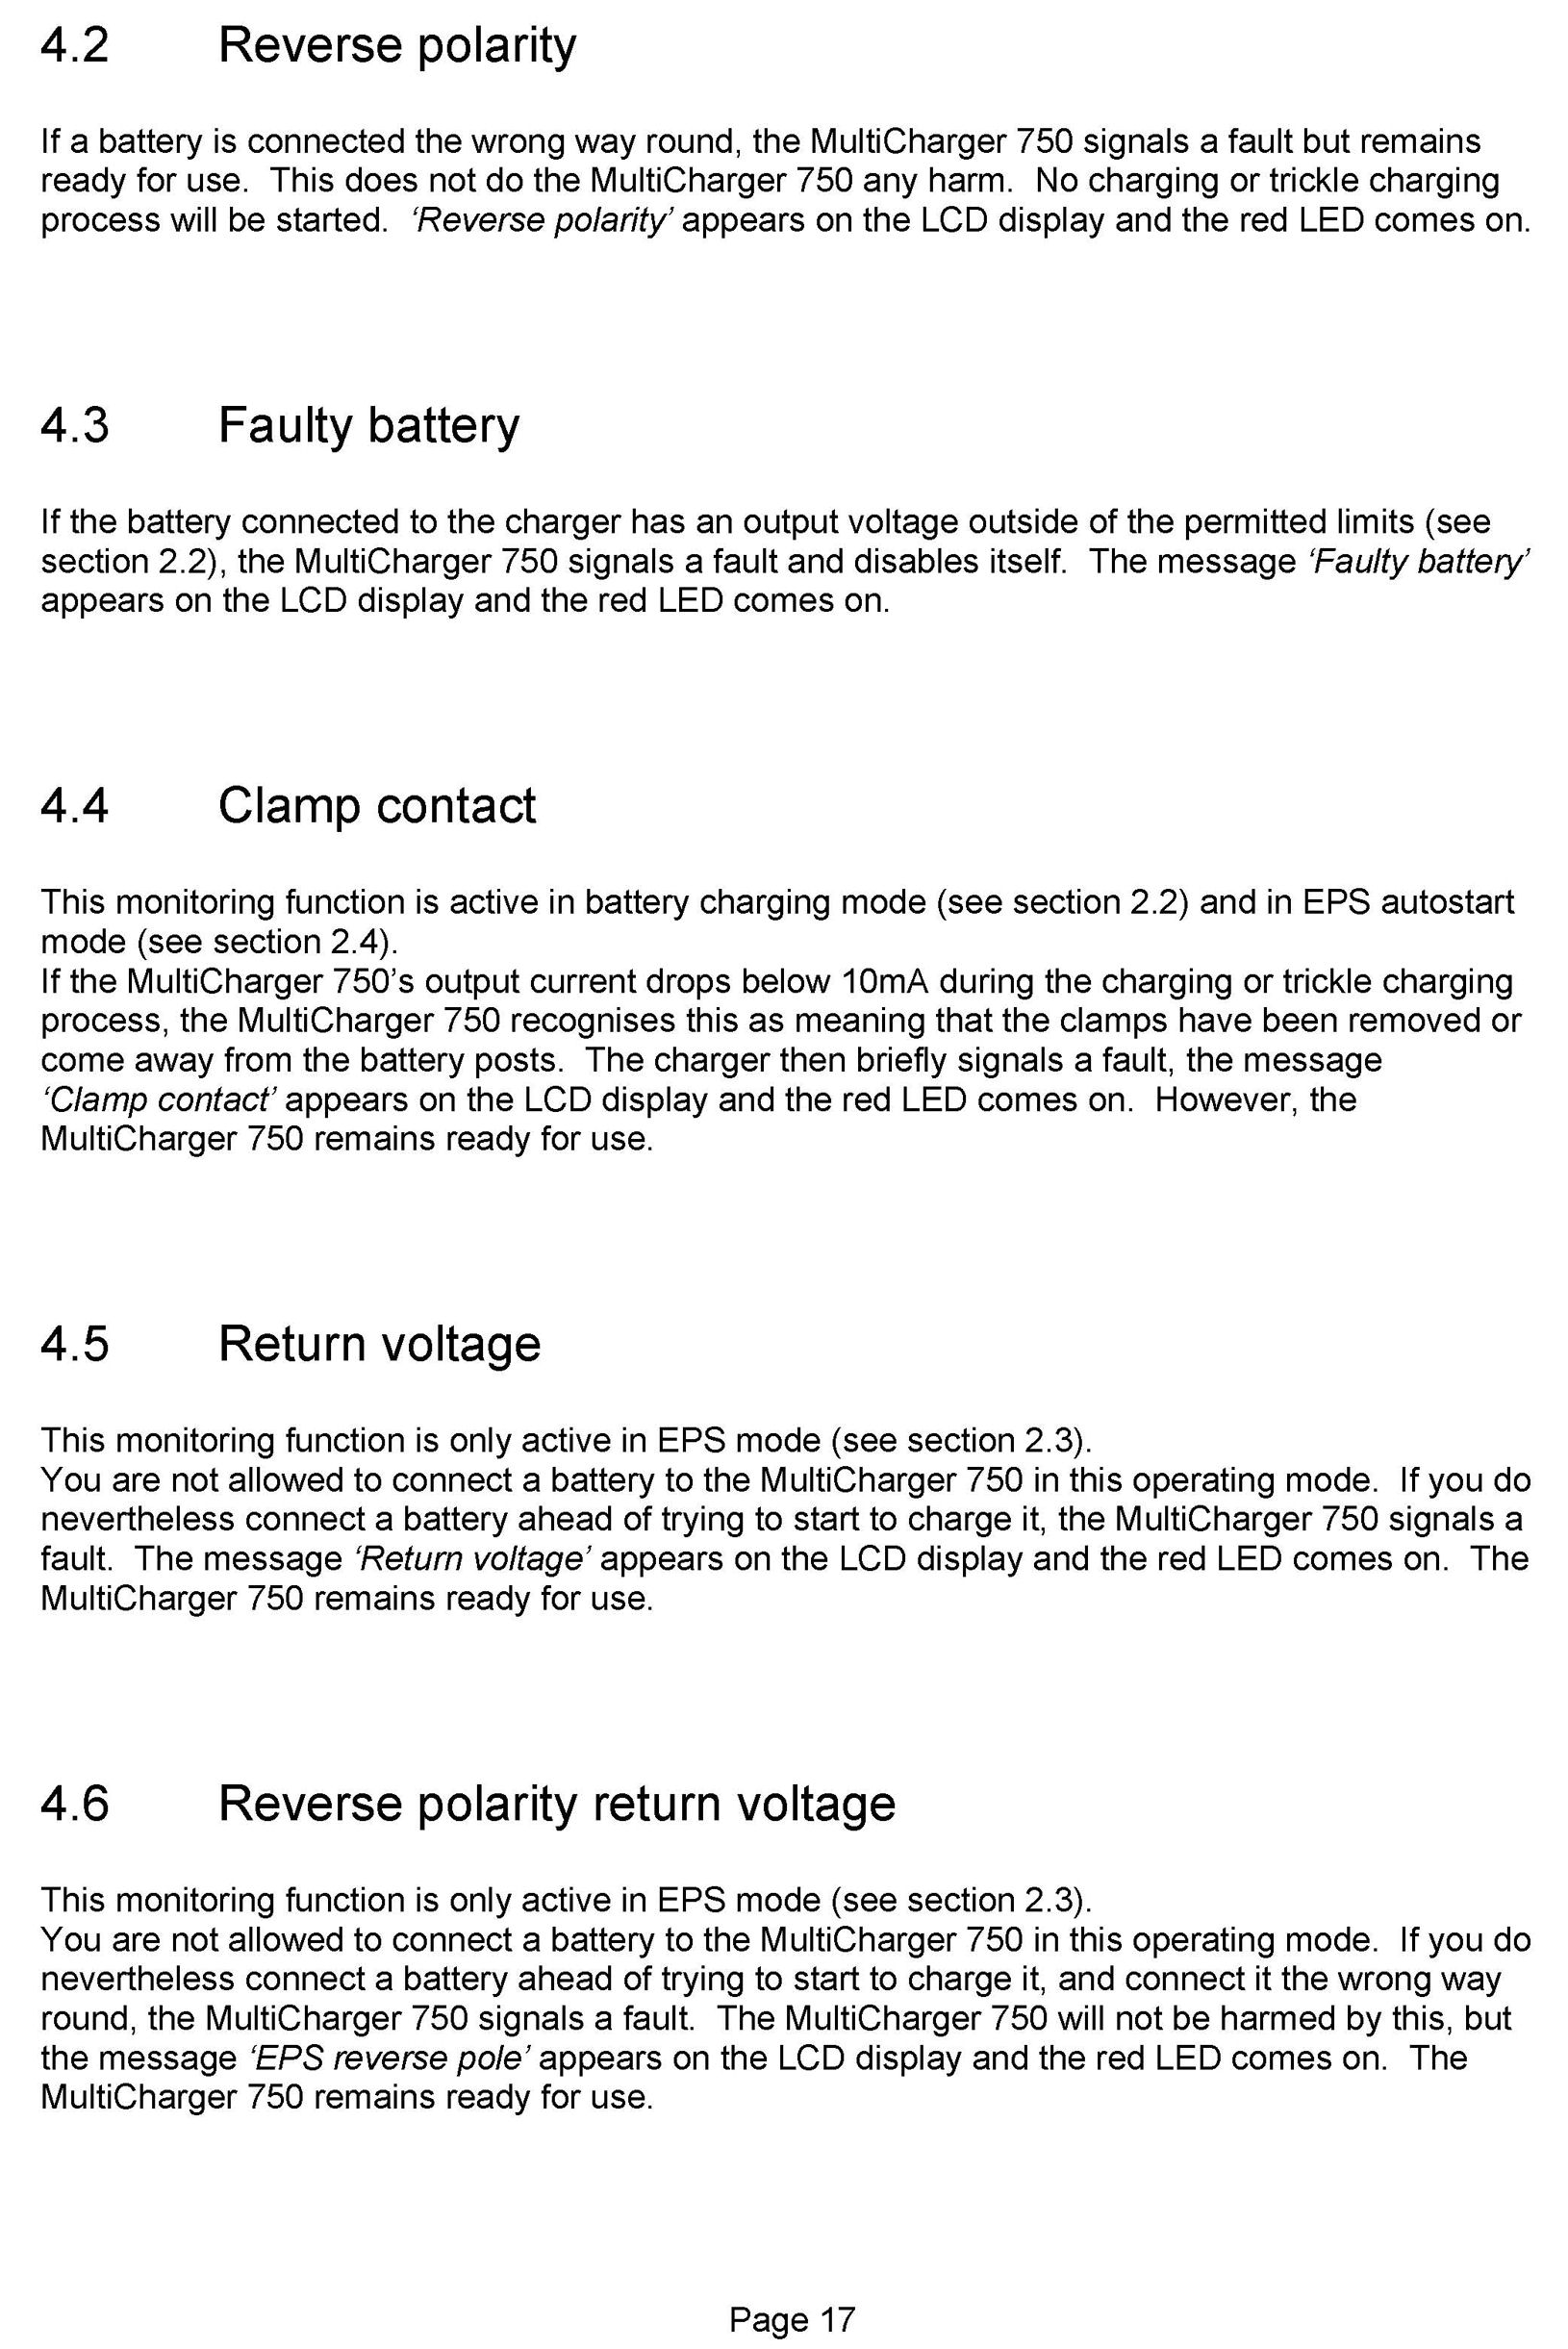 4.2 Reverse polarity
If a battery is connected the wrong way round, the MultiCharger 750 signals a fault but remains
ready for use. This does not do the MultiCharger 750 any harm. No charging or trickle charging
process will be started. ‘Reverse polarity’ appears on the LCD display and the red LED comes on.
4.3 Faulty battery
If the battery connected to the charger has an output voltage outside of the permitted limits (see
section 2.2), the MultiCharger 750 signals a fault and disables itself. The message ‘Faulty battery’
appears on the LCD display and the red LED comes on.
4.4 Clamp contact
This monitoring function is active in battery charging mode (see section 2.2) and in EPS autostart
mode (see section 2.4).
If the MultiCharger 750’s output current drops below 10mA during the charging or trickle charging
process, the MultiCharger 750 recognises this as meaning that the clamps have been removed or
come away from the battery posts. The charger then briefly signals a fault, the message
‘Clamp contact’ appears on the LCD display and the red LED comes on. However, the
MultiCharger 750 remains ready for use.
4.5 Return voltage
This monitoring function is only active in EPS mode (see section 2.3).
You are not allowed to connect a battery to the MultiCharger 750 in this operating mode. If you do
nevertheless connect a battery ahead of trying to start to charge it, the MultiCharger 750 signals a
fault. The message ‘Return voltage’ appears on the LCD display and the red LED comes on. The
MultiCharger 750 remains ready for use.
4.6 Reverse polarity return voltage
This monitoring function is only active in EPS mode (see section 2.3).
You are not allowed to connect a battery to the MultiCharger 750 in this operating mode. If you do
nevertheless connect a battery ahead of trying to start to charge it, and connect it the wrong way
round, the MultiCharger 750 signals a fault. The MultiCharger 750 will not be harmed by this, but
the message ‘EPS reverse pole’ appears on the LCD display and the red LED comes on. The
MultiCharger 750 remains ready for use.
Page 17